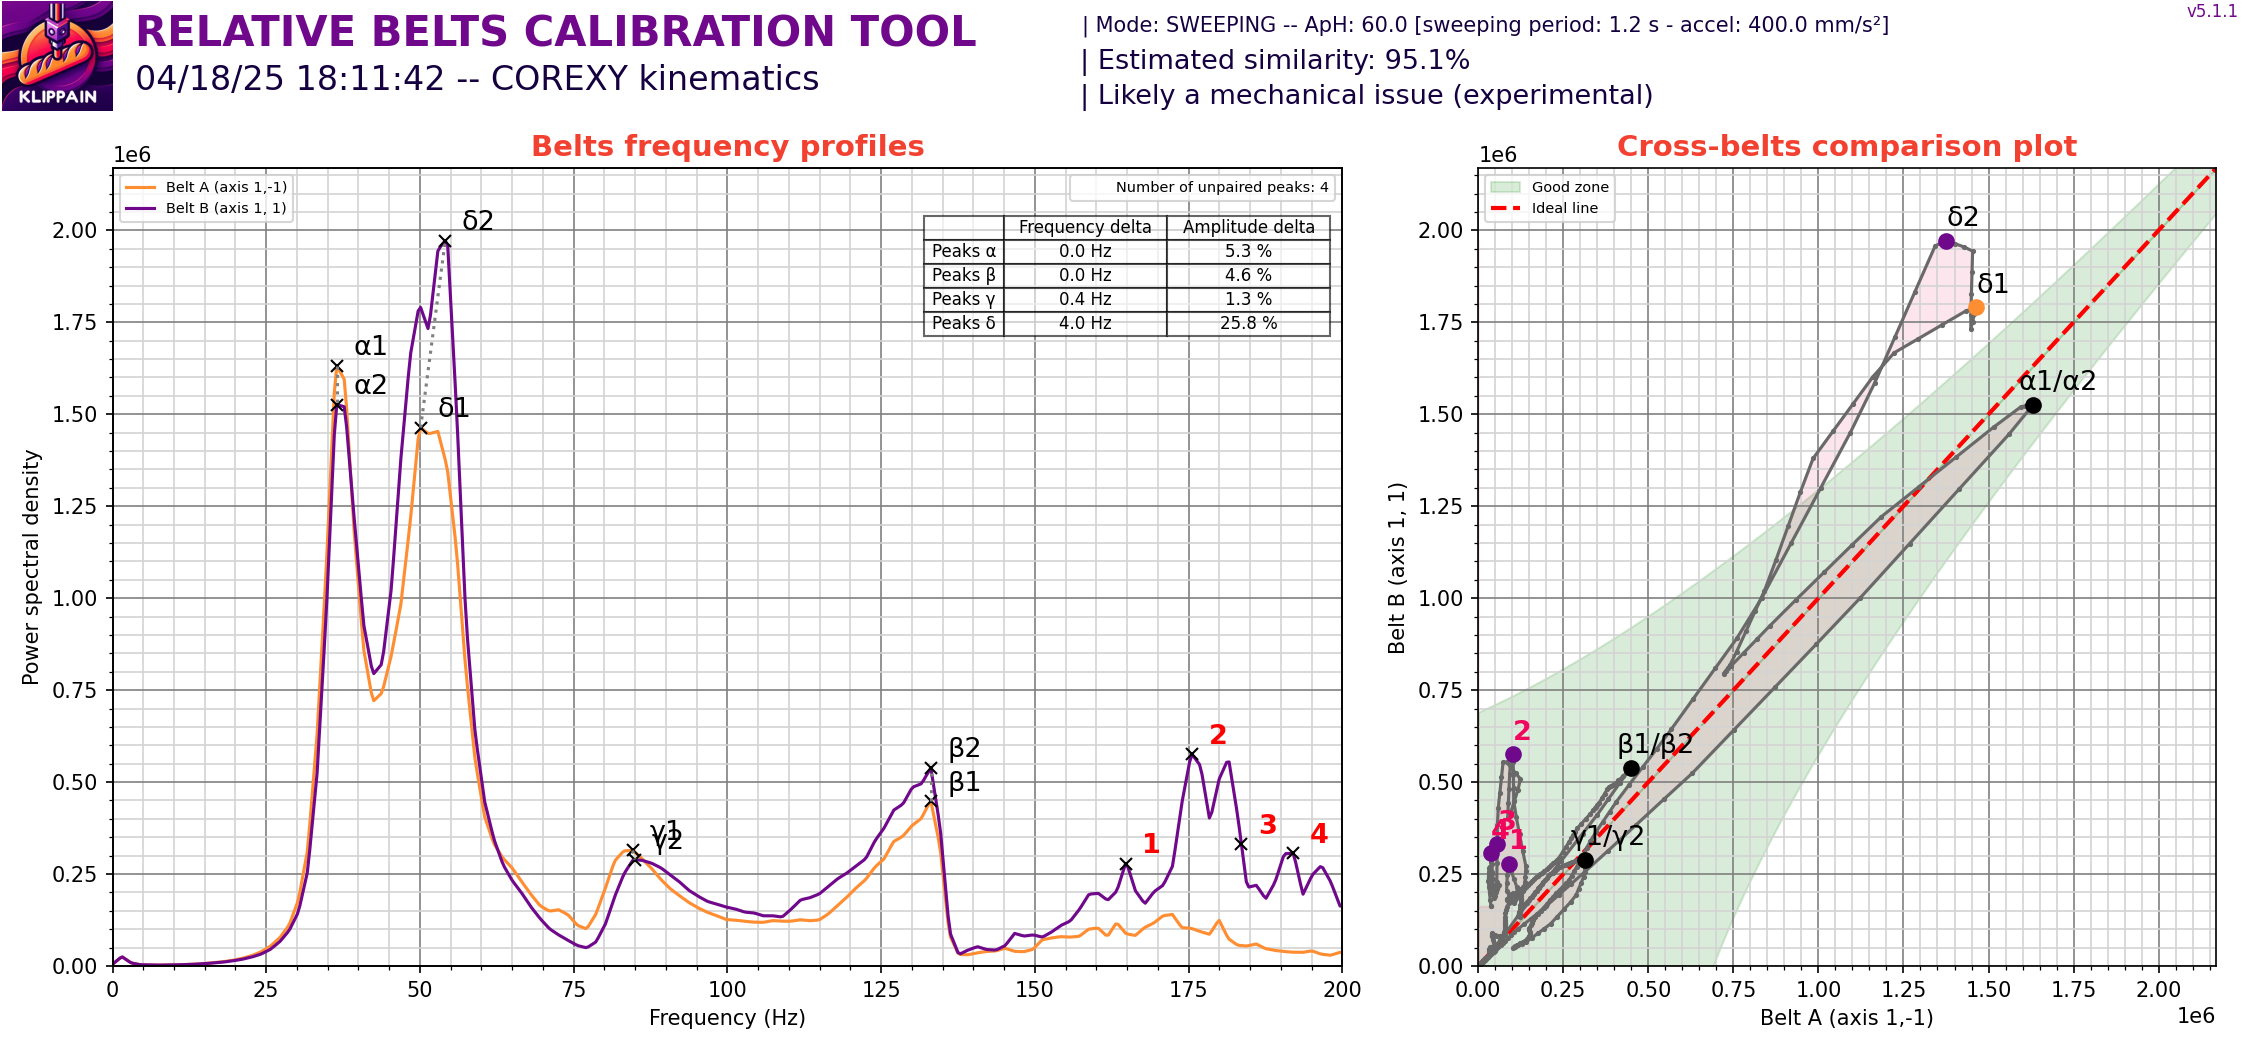 KLIPPAIN
RELATIVE BELTS CALIBRATION TOOL
04/18/25 18:11:42 -- COREXY kinematics
| Mode: SWEEPING -- ApH: 60.0 [sweeping period: 1.2 s - accel: 400.0 mm/s²]
| Estimated similarity: 95.1%
| Likely a mechanical issue (experimental)
v5.1.1
Belts frequency profiles
1e6
Belt A (axis 1,-1)
Belt B (axis 1, 1)
Number of unpaired peaks: 4
Frequency delta Amplitude delta
Peaks α 0.0 Hz 5.3 %
Peaks β 0.0 Hz 4.6 %
Peaks γ 0.4 Hz 1.3 %
Peaks δ 4.0 Hz 25.8 %
δ2
α1
α2
δ1
β2
β1
γ1
γ2
1
2
3
4
2.00
1.75
1.50
1.25
1.00
0.75
0.50
0.25
0.00
Power spectral density
0 25 50 75 100 125 150 175 200
Frequency (Hz)
Cross-belts comparison plot
1e6
Good zone
Ideal line
δ2
δ1
α1/α2
β1/β2
γ1/γ2
2
3
4
1
2.00
1.75
1.50
1.25
1.00
0.75
0.50
0.25
0.00
Belt B (axis 1, 1)
0.00 0.25 0.50 0.75 1.00 1.25 1.50 1.75 2.00
Belt A (axis 1,-1)
1e6